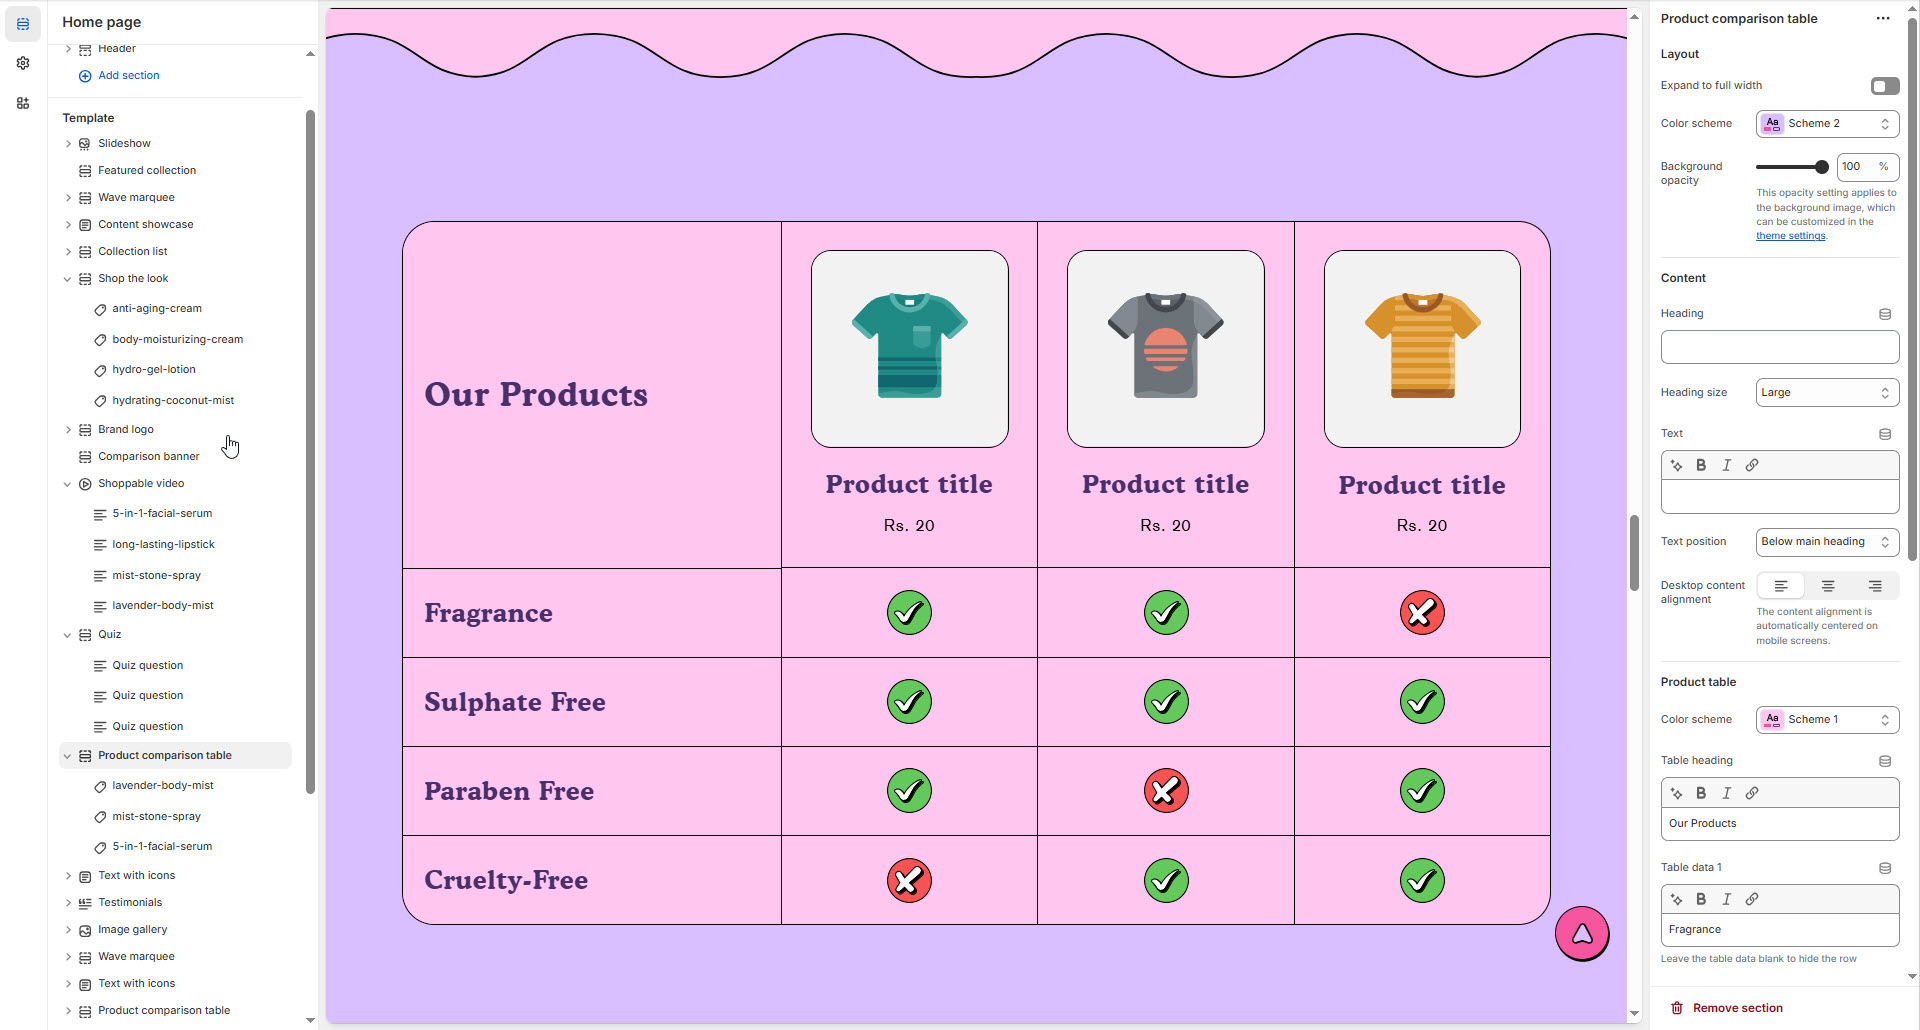 Home page
Header
Add section
Template
Slideshow
Featured collection
Wave marquee
Content showcase
Collection list
Shop the look
anti-aging-cream
body-moisturizing-cream
hydro-gel-lotion
hydrating-coconut-mist
Brand logo
Comparison banner
Shoppable video
5-in-1-facial-serum
long-lasting-lipstick
mist-stone-spray
lavender-body-mist
Quiz
Quiz question
Quiz question
Quiz question
Product comparison table
lavender-body-mist
mist-stone-spray
5-in-1-facial-serum
Text with icons
Testimonials
Image gallery
Wave marquee
Text with icons
Product comparison table
Our Products
Product title
Rs. 20
Product title
Rs. 20
Product title
Rs. 20
Fragrance
Sulphate Free
Paraben Free
Cruelty-Free
Product comparison table
Layout
Expand to full width
Color scheme
Aa
Scheme 2
Background
opacity
100 %
This opacity setting applies to
the background image, which
can be customized in the
theme settings.
Content
Heading
Heading size
Large
Text
B I
Text position
Below main heading
Desktop content
alignment
The content alignment is
automatically centered on
mobile screens.
Product table
Color scheme
Aa
Scheme 1
Table heading
B I
Our Products
Table data 1
B I
Fragrance
Leave the table data blank to hide the row
Remove section